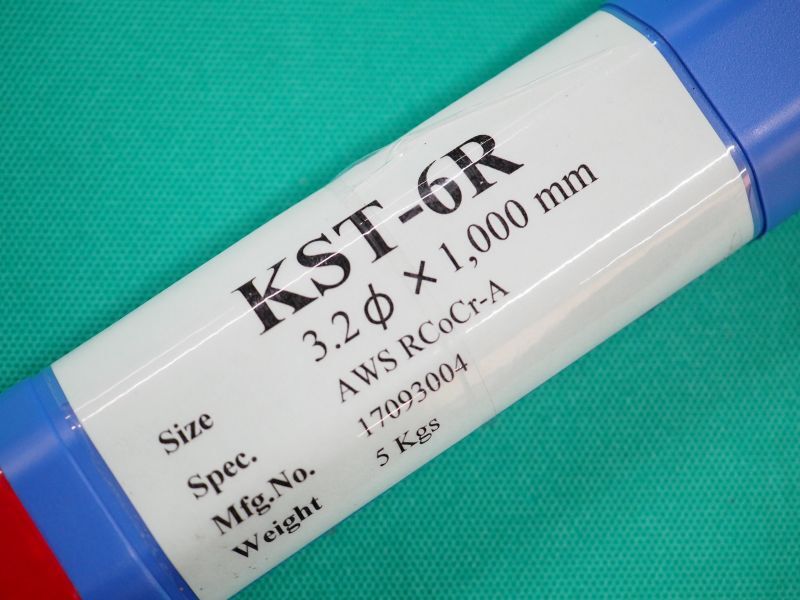 KST-6R
Size 3.2ϕ × 1,000 mm
Spec. AWS RCoCr-A
Mfg.No. 17093004
Weight 5 Kgs